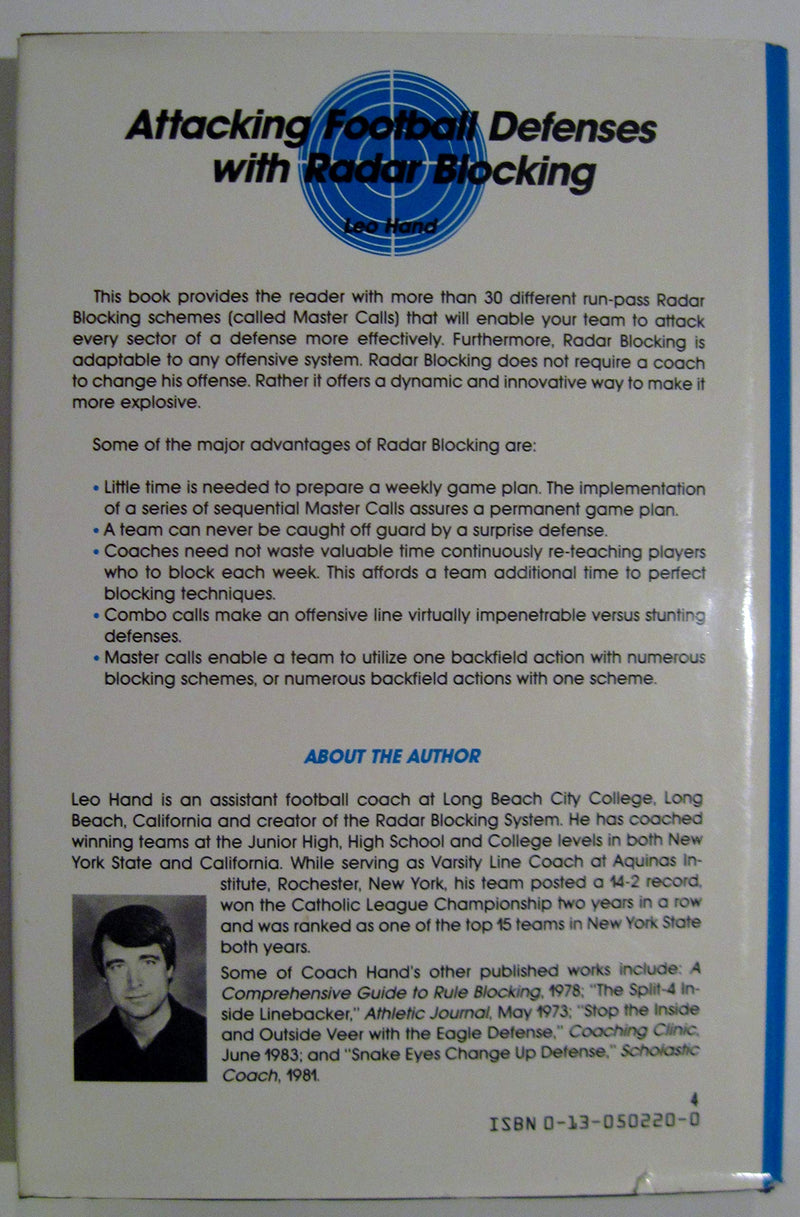 Attacking Football Defenses
with Radar Blocking
Leo Hand
This book provides the reader with more than 30 different run-pass Radar
Blocking schemes (called Master Calls) that will enable your team to attack
every sector of a defense more effectively. Furthermore, Radar Blocking is
adaptable to any offensive system. Radar Blocking does not require a coach
to change his offense. Rather it offers a dynamic and innovative way to make it
more explosive.
Some of the major advantages of Radar Blocking are:
• Little time is needed to prepare a weekly game plan. The implementation
of a series of sequential Master Calls assures a permanent game plan.
• A team can never be caught off guard by a surprise defense.
• Coaches need not waste valuable time continuously re-teaching players
who to block each week. This affords a team additional time to perfect
blocking techniques.
• Combo calls make an offensive line virtually impenetrable versus stunting
defenses.
• Master calls enable a team to utilize one backfield action with numerous
blocking schemes, or numerous backfield actions with one scheme.
ABOUT THE AUTHOR
Leo Hand is an assistant football coach at Long Beach City College, Long
Beach, California and creator of the Radar Blocking System. He has coached
winning teams at the Junior High, High School and College levels in both New
York State and California. While serving as Varsity Line Coach at Aquinas In-
stitute, Rochester, New York, his team posted a 14-2 record,
won the Catholic League Championship two years in a row
and was ranked as one of the top 15 teams in New York State
both years.
Some of Coach Hand's other published works include: A
Comprehensive Guide to Rule Blocking, 1978; "The Split-4 In-
side Linebacker," Athletic Journal, May 1973; "Stop the Inside
and Outside Veer with the Eagle Defense," Coaching Clinic,
June 1983; and "Snake Eyes Change Up Defense," Scholastic
Coach, 1981.
4
ISBN 0-13-050220-0